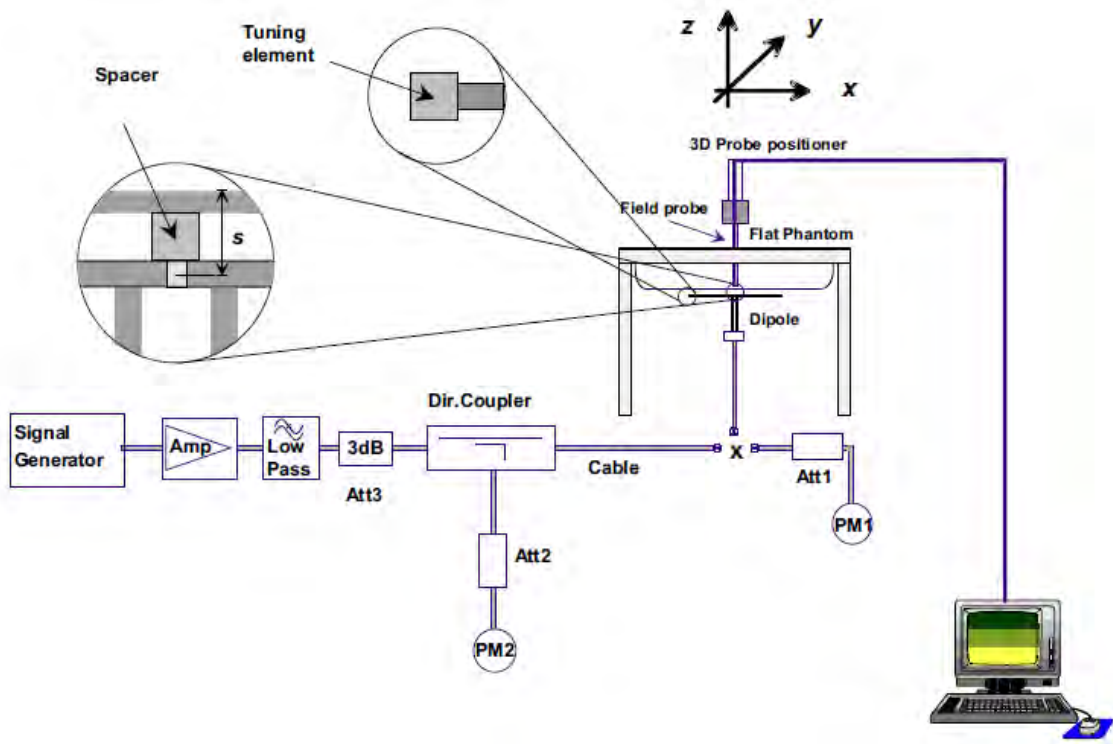 Tuning
element
Spacer
s
z
y
x
3D Probe positioner
Field probe
Flat Phantom
Dipole
Dir.Coupler
Signal
Generator
Amp
Low
Pass
3dB
Att3
Cable
x
Att1
PM1
Att2
PM2